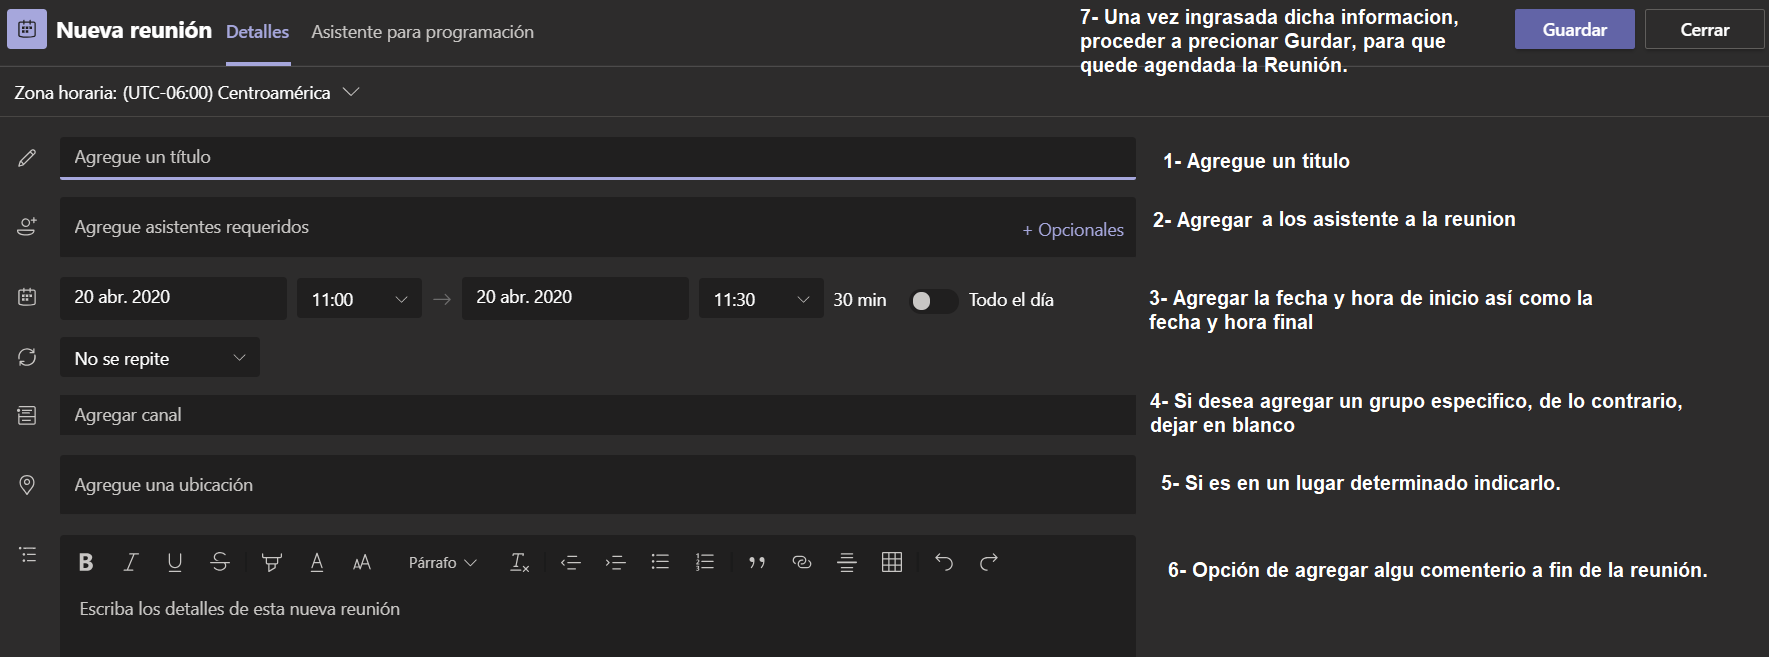 Nueva reunión Detalles Asistente para programación
7- Una vez ingrasada dicha informacion,
proceder a precionar Gurdar, para que
quede agendada la Reunión.
Guardar Cerrar
Zona horaria: (UTC-06:00) Centroamérica
Agregue un título
1- Agregue un titulo
Agregue asistentes requeridos + Opcionales
2- Agregar a los asistente a la reunion
20 abr. 2020 11:00 20 abr. 2020 11:30 30 min Todo el día
3- Agregar la fecha y hora de inicio así como la
fecha y hora final
No se repite
Agregar canal
4- Si desea agregar un grupo especifico, de lo contrario,
dejar en blanco
Agregue una ubicación
5- Si es en un lugar determinado indicarlo.
B I U S A AA Párrafo Ix
6- Opción de agregar algu comenterio a fin de la reunión.
Escriba los detalles de esta nueva reunión